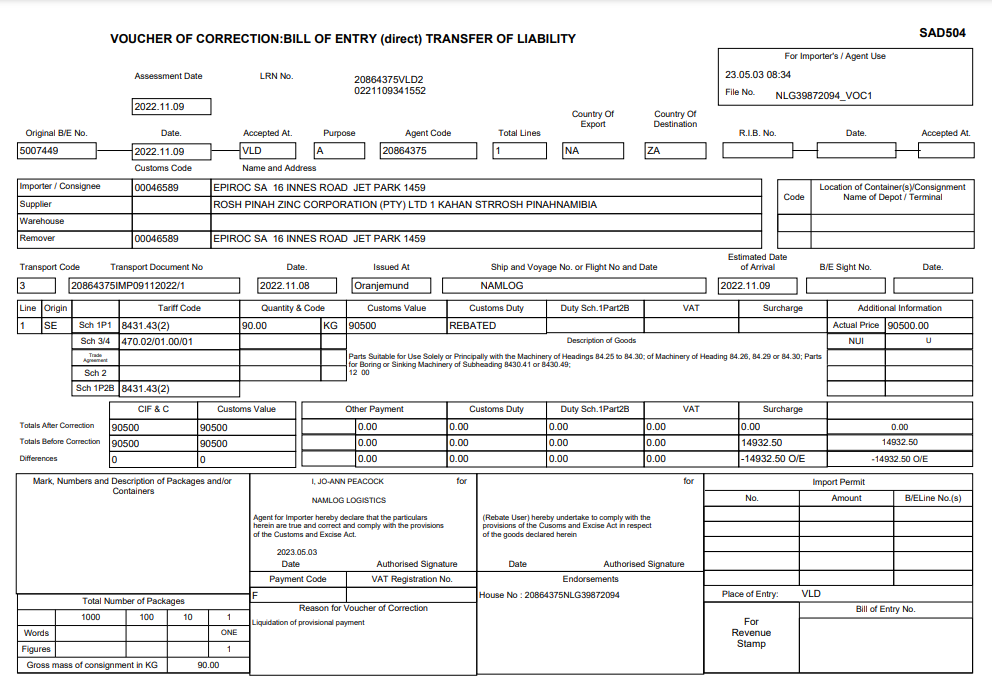 VOUCHER OF CORRECTION:BILL OF ENTRY (direct) TRANSFER OF LIABILITY
SAD504
For Importer's / Agent Use
23.05.03 08:34
File No. NLG39872094_VOC1
Assessment Date
2022.11.09
LRN No.
20864375VLD2
0221109341552
Original B/E No. Date. Accepted At. Purpose Agent Code Total Lines Country Of Export Country Of Destination R.I.B. No. Date. Accepted At.
5007449 2022.11.09 VLD A 20864375 1 NA ZA
Customs Code Name and Address
Importer / Consignee 00046589 EPIROC SA 16 INNES ROAD JET PARK 1459
Supplier ROSH PINAH ZINC CORPORATION (PTY) LTD 1 KAHAN STRROSH PINAHNAMIBIA
Warehouse
Remover 00046589 EPIROC SA 16 INNES ROAD JET PARK 1459
Code Location of Container(s)/Consignment
Name of Depot / Terminal
Transport Code Transport Document No Date. Issued At Ship and Voyage No. or Flight No and Date Estimated Date of Arrival B/E Sight No. Date.
3 20864375IMP09112022/1 2022.11.08 Oranjemund NAMLOG 2022.11.09
Line Origin Tariff Code Quantity & Code Customs Value Customs Duty Duty Sch.1Part2B VAT Surcharge Additional Information
1 SE Sch 1P1 8431.43(2) 90.00 KG 90500 REBATED Actual Price 90500.00
Sch 3/4 470.02/01.00/01 Description of Goods NUI U
Trade Agreement
Parts Suitable for Use Solely or Principally with the Machinery of Headings 84.25 to 84.30; of Machinery of Heading 84.26, 84.29 or 84.30; Parts
for Boring or Sinking Machinery of Subheading 8430.41 or 8430.49;
12 00
Sch 2
Sch 1P2B 8431.43(2)
CIF & C Customs Value Other Payment Customs Duty Duty Sch.1Part2B VAT Surcharge
Totals After Correction 90500 90500 0.00 0.00 0.00 0.00 0.00 0.00
Totals Before Correction 90500 90500 0.00 0.00 0.00 0.00 14932.50 14932.50
Differences 0 0 0.00 0.00 0.00 0.00 -14932.50 O/E -14932.50 O/E
Mark, Numbers and Description of Packages and/or
Containers
I, JO-ANN PEACOCK for
NAMLOG LOGISTICS
Agent for Importer hereby declare that the particulars
herein are true and correct and comply with the provisions
of the Customs and Excise Act.
2023.05.03
Date Authorised Signature
for
(Rebate User) hereby undertake to comply with the
provisions of the Cusoms and Excise Act in respect
of the goods declared herein
Date Authorised Signature
Import Permit
No. Amount B/ELine No.(s)
Payment Code VAT Registration No.
F
Endorsements
House No : 20864375NLG39872094
Reason for Voucher of Correction
Liquidation of provisional payment
Total Number of Packages
1000 100 10 1
Words ONE
Figures 1
Gross mass of consignment in KG 90.00
Place of Entry: VLD
For
Revenue
Stamp
Bill of Entry No.